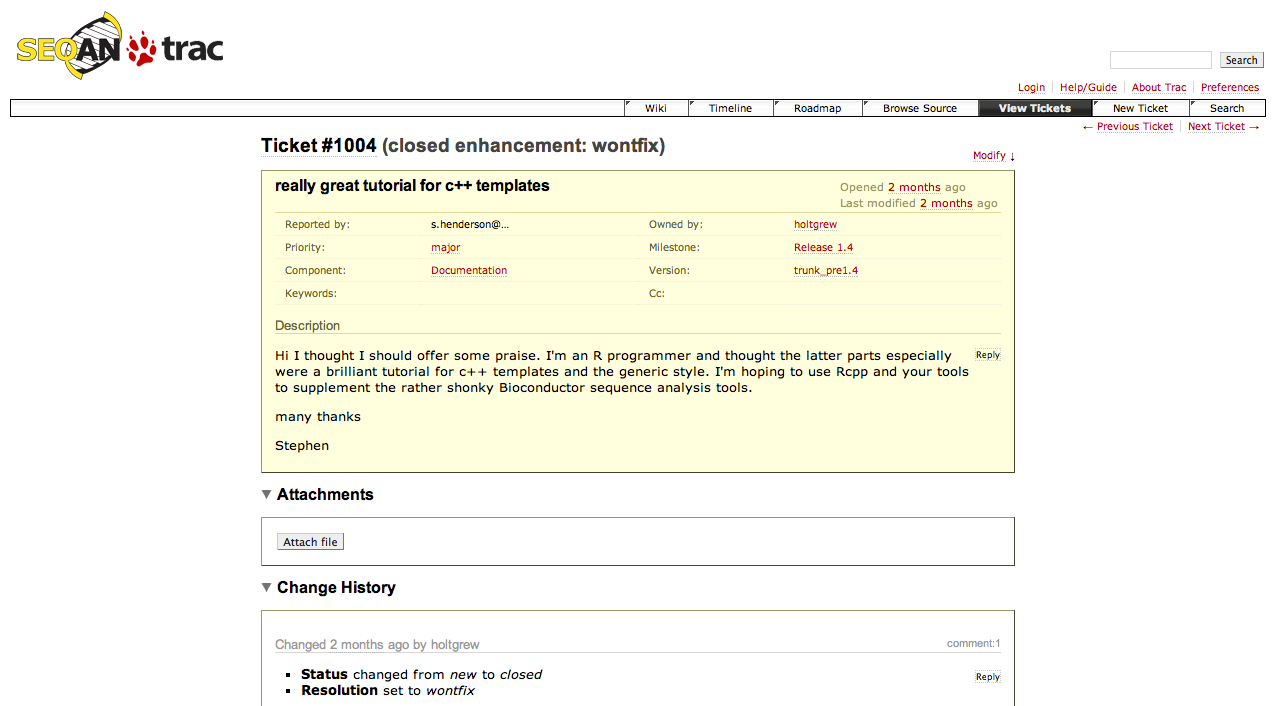 SEQAN trac
Search
Login Help/Guide About Trac Preferences
Wiki Timeline Roadmap Browse Source View Tickets New Ticket Search
← Previous Ticket Next Ticket →
Ticket #1004 (closed enhancement: wontfix)
Modify ↓
really great tutorial for c++ templates
Opened 2 months ago
Last modified 2 months ago
Reported by: s.henderson@... Owned by: holtgrew
Priority: major Milestone: Release 1.4
Component: Documentation Version: trunk_pre1.4
Keywords: Cc:
Description
Reply
Hi I thought I should offer some praise. I'm an R programmer and thought the latter parts especially
were a brilliant tutorial for c++ templates and the generic style. I'm hoping to use Rcpp and your tools
to supplement the rather shonky Bioconductor sequence analysis tools.
many thanks
Stephen
Attachments
Attach file
Change History
Changed 2 months ago by holtgrew comment:1
Status changed from new to closed
Reply
Resolution set to wontfix